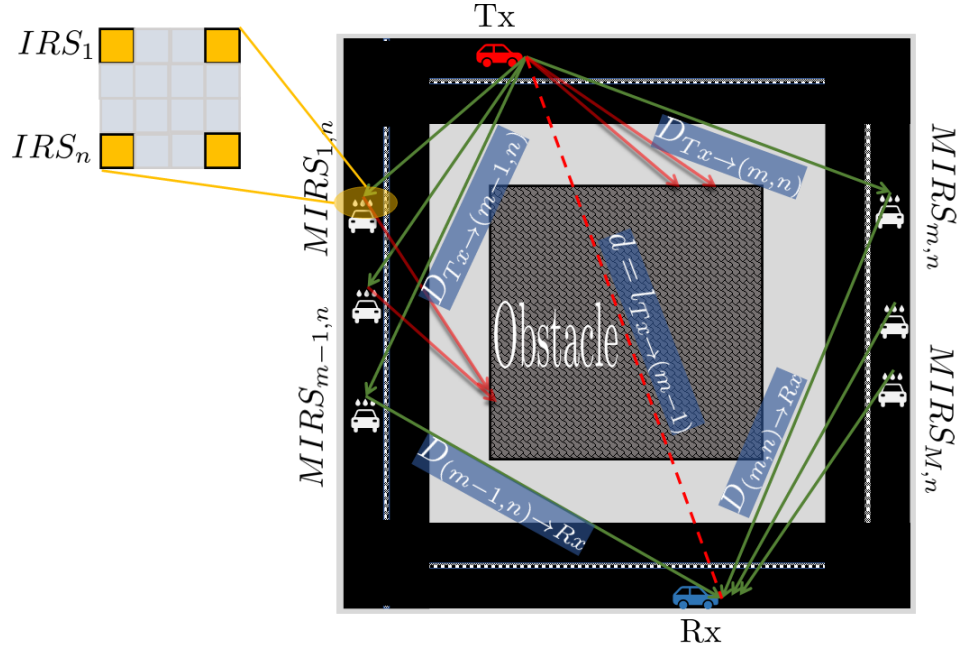 Tx
IRS_1
IRS_n
MIRS_{1,n}
D_{Tx→(m,n)}
D_{Tx→(m−1,n)}
MIRS_{m,n}
d = l_{Tx→(m−1)}
Obstacle
MIRS_{m−1,n}
MIRS_{M,n}
D_{(m,n)→Rx}
D_{(m−1,n)→Rx}
Rx